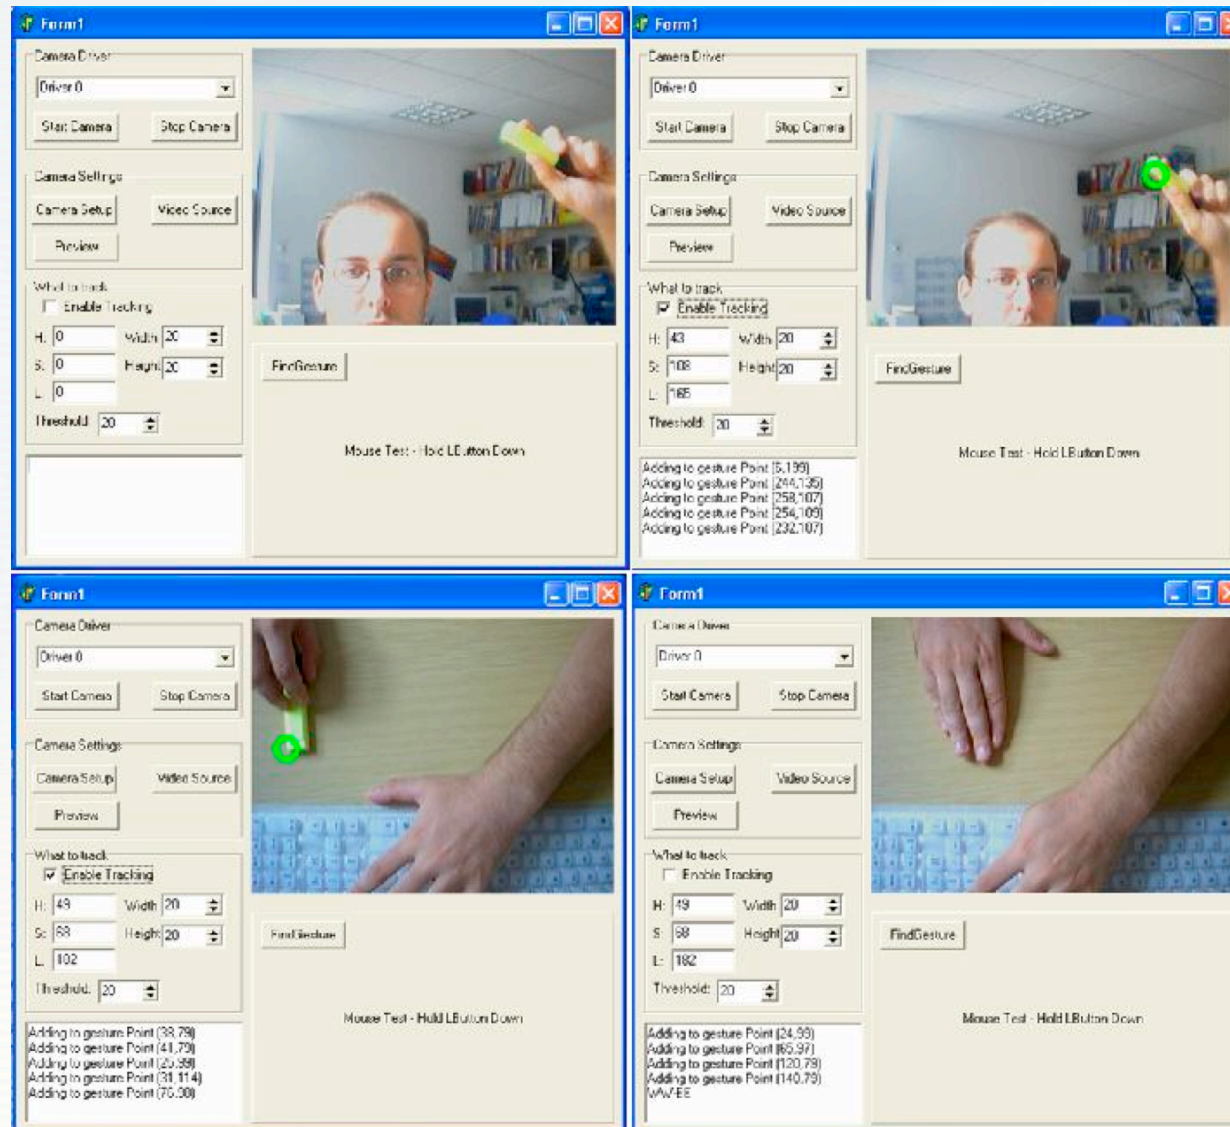 Form1
Camera Driver
Driver 0
Start Camera Stop Camera
Camera Settings
Camera Setup Video Source
Preview
What to track
Enable Tracking
H: 0 Width 20
S: 0 Height 20
L: 0
Threshold: 20
FindGesture
Mouse Test - Hold LButton Down
Form1
Camera Driver
Driver 0
Start Camera Stop Camera
Camera Settings
Camera Setup Video Source
Preview
What to track
Enable Tracking
H: 43 Width 20
S: 108 Height 20
L: 165
Threshold: 20
FindGesture
Mouse Test - Hold LButton Down
Adding to gesture Point (5,199)
Adding to gesture Point (244,135)
Adding to gesture Point (258,107)
Adding to gesture Point (254,109)
Adding to gesture Point (232,107)
Form1
Camera Driver
Driver 0
Start Camera Stop Camera
Camera Settings
Camera Setup Video Source
Preview
What to track
Enable Tracking
H: 49 Width 20
S: 68 Height 20
L:
Threshold: 20
FindGesture
Mouse Test - Hold LButton Down
Adding to gesture Point (38,79)
Adding to gesture Point (41,79)
Adding to gesture Point (25,99)
Adding to gesture Point (31,114)
Adding to gesture Point
Form1
Camera Driver
Driver 0
Start Camera Stop Camera
Camera Settings
Camera Setup Video Source
Preview
What to track
Enable Tracking
H: 49 Width 20
S: 68 Height 20
L: 182
Threshold: 20
FindGesture
Mouse Test - Hold LButton Down
Adding to gesture Point (24,99)
Adding to gesture Point (65,97)
Adding to gesture Point (120,79)
Adding to gesture Point (140,79)